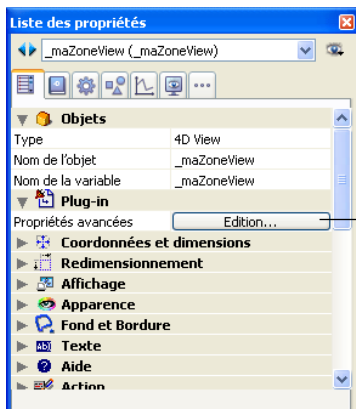 Liste des propriétés
_maZoneView (_maZoneView)
Objets
Type 4D View
Nom de l'objet _maZoneView
Nom de la variable _maZoneView
Plug-in
Propriétés avancées Edition...
Coordonnées et dimensions
Redimensionnement
Affichage
Apparence
Fond et Bordure
Texte
Aide
Action